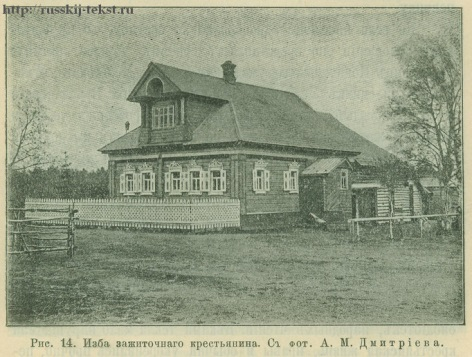 http://russkij-tekst.ru
Рис. 14. Изба зажиточнаго крестьянина. Съ фот. А. М. Дмитріева.